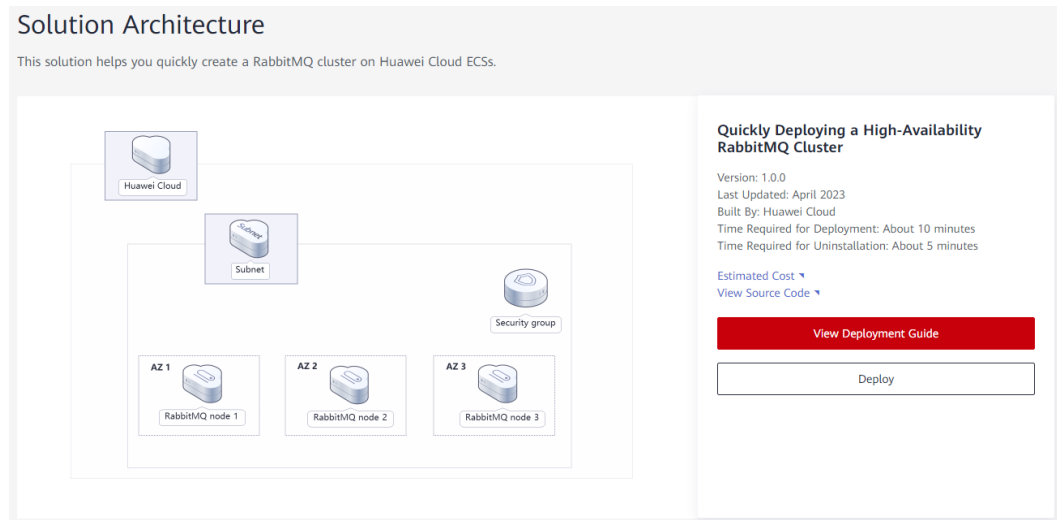 Solution Architecture
This solution helps you quickly create a RabbitMQ cluster on Huawei Cloud ECSs.
Huawei Cloud
Subnet
Subnet
Security group
AZ 1
RabbitMQ node 1
AZ 2
RabbitMQ node 2
AZ 3
RabbitMQ node 3
Quickly Deploying a High-Availability
RabbitMQ Cluster
Version: 1.0.0
Last Updated: April 2023
Built By: Huawei Cloud
Time Required for Deployment: About 10 minutes
Time Required for Uninstallation: About 5 minutes
Estimated Cost
View Source Code
View Deployment Guide
Deploy